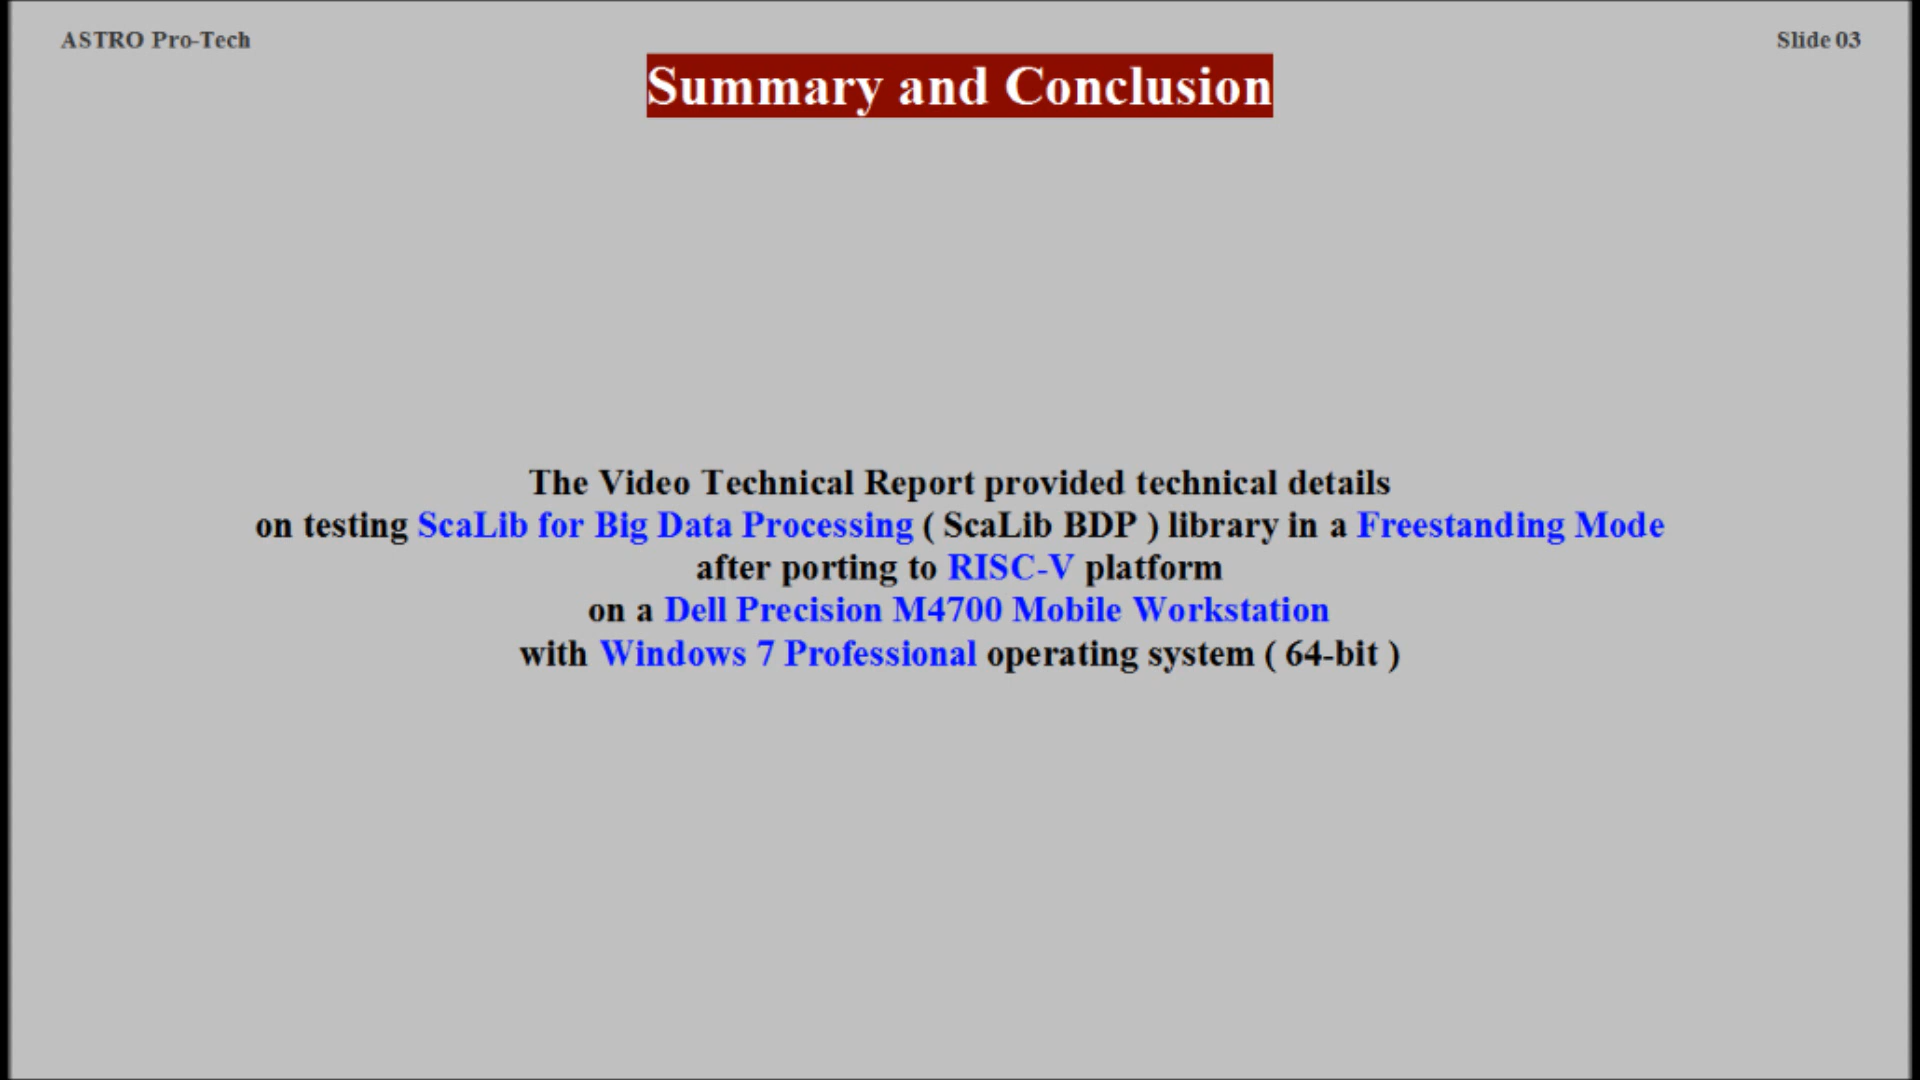 ASTRO Pro-Tech
Slide 03
Summary and Conclusion
The Video Technical Report provided technical details
on testing ScaLib for Big Data Processing ( ScaLib BDP ) library in a Freestanding Mode
after porting to RISC-V platform
on a Dell Precision M4700 Mobile Workstation
with Windows 7 Professional operating system ( 64-bit )